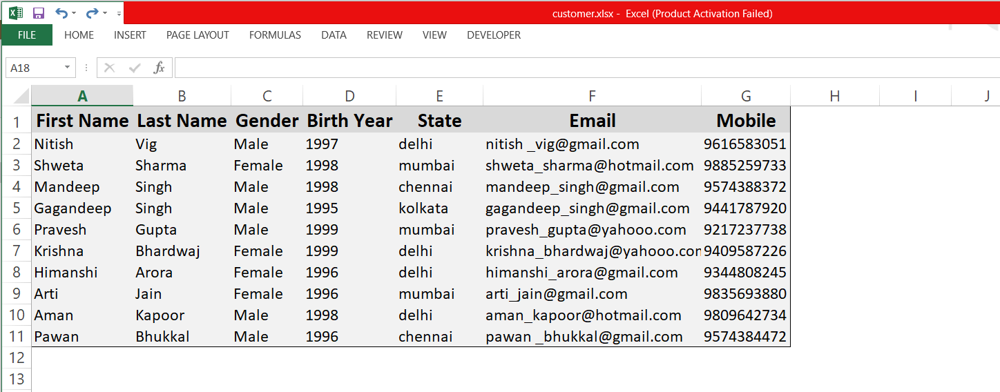 customer.xlsx - Excel (Product Activation Failed)
FILE HOME INSERT PAGE LAYOUT FORMULAS DATA REVIEW VIEW DEVELOPER
A18 fx
A B C D E F G H I J
1 First Name Last Name Gender Birth Year State Email Mobile
2 Nitish Vig Male 1997 delhi nitish _vig@gmail.com 9616583051
3 Shweta Sharma Female 1998 mumbai shweta_sharma@hotmail.com 9885259733
4 Mandeep Singh Male 1998 chennai mandeep_singh@gmail.com 9574388372
5 Gagandeep Singh Male 1995 kolkata gagandeep_singh@gmail.com 9441787920
6 Pravesh Gupta Male 1999 mumbai pravesh_gupta@yahooo.com 9217237738
7 Krishna Bhardwaj Female 1999 delhi krishna_bhardwaj@yahooo.com 9409587226
8 Himanshi Arora Female 1996 delhi himanshi_arora@gmail.com 9344808245
9 Arti Jain Female 1996 mumbai arti_jain@gmail.com 9835693880
10 Aman Kapoor Male 1998 delhi aman_kapoor@hotmail.com 9809642734
11 Pawan Bhukkal Male 1996 chennai pawan _bhukkal@gmail.com 9574384472
12
13